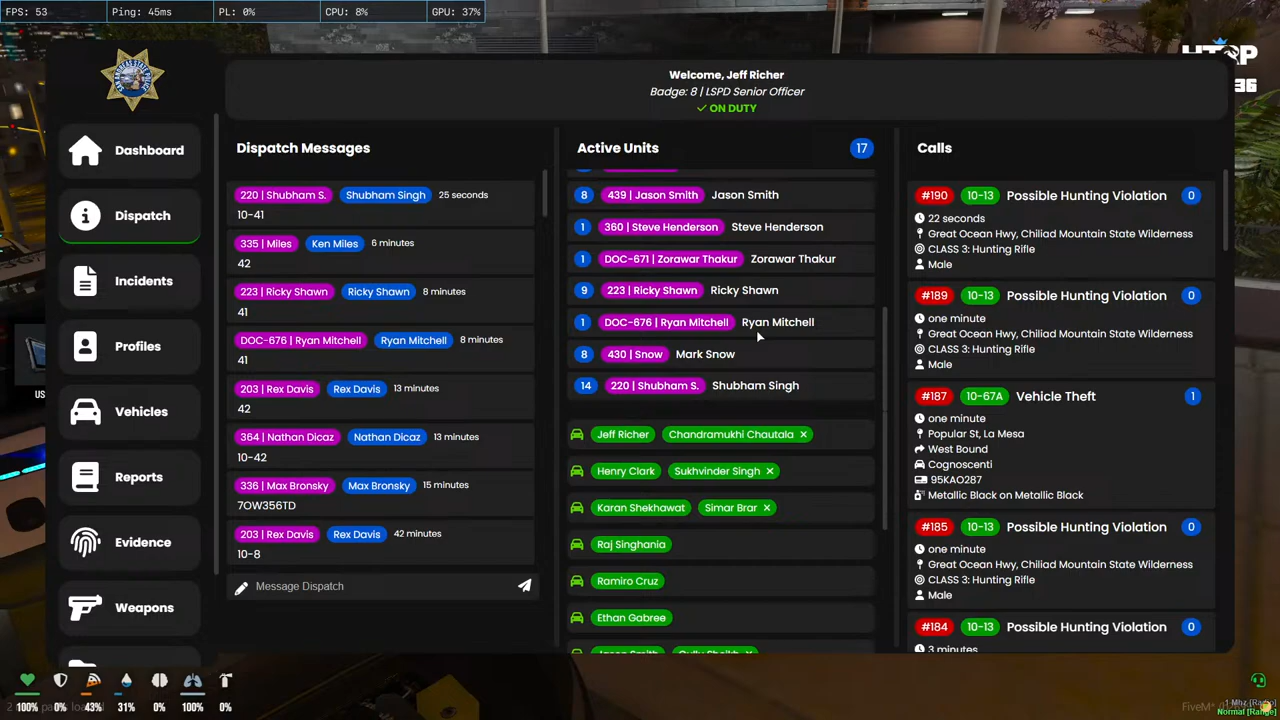 FPS: 53 Ping: 45ms PL: 0% CPU: 8% GPU: 37%
Welcome, Jeff Richer
Badge: 8 | LSPD Senior Officer
ON DUTY
Dashboard
Dispatch
Incidents
Profiles
Vehicles
Reports
Evidence
Weapons
Dispatch Messages
220 | Shubham S. Shubham Singh 25 seconds
10-41
335 | Miles Ken Miles 6 minutes
42
223 | Ricky Shawn Ricky Shawn 8 minutes
41
DOC-676 | Ryan Mitchell Ryan Mitchell 8 minutes
41
203 | Rex Davis Rex Davis 13 minutes
42
364 | Nathan Dicaz Nathan Dicaz 13 minutes
10-42
336 | Max Bronsky Max Bronsky 15 minutes
7OW356TD
203 | Rex Davis Rex Davis 42 minutes
10-8
Message Dispatch
Active Units 17
8 439 | Jason Smith Jason Smith
1 360 | Steve Henderson Steve Henderson
1 DOC-671 | Zorawar Thakur Zorawar Thakur
9 223 | Ricky Shawn Ricky Shawn
1 DOC-676 | Ryan Mitchell Ryan Mitchell
8 430 | Snow Mark Snow
14 220 | Shubham S. Shubham Singh
Jeff Richer Chandramukhi Chautala ×
Henry Clark Sukhvinder Singh ×
Karan Shekhawat Simar Brar ×
Raj Singhania
Ramiro Cruz
Ethan Gabree
Calls
#190 10-13 Possible Hunting Violation 0
22 seconds
Great Ocean Hwy, Chiliad Mountain State Wilderness
CLASS 3: Hunting Rifle
Male
#189 10-13 Possible Hunting Violation 0
one minute
Great Ocean Hwy, Chiliad Mountain State Wilderness
CLASS 3: Hunting Rifle
Male
#187 10-67A Vehicle Theft 1
one minute
Popular St, La Mesa
West Bound
Cognoscenti
95KAO287
Metallic Black on Metallic Black
#185 10-13 Possible Hunting Violation 0
one minute
Great Ocean Hwy, Chiliad Mountain State Wilderness
CLASS 3: Hunting Rifle
Male
#184 10-13 Possible Hunting Violation 0
3 minutes
36
US
100% 0% 43% 31% 0% 100% 0%
Normal [Range]